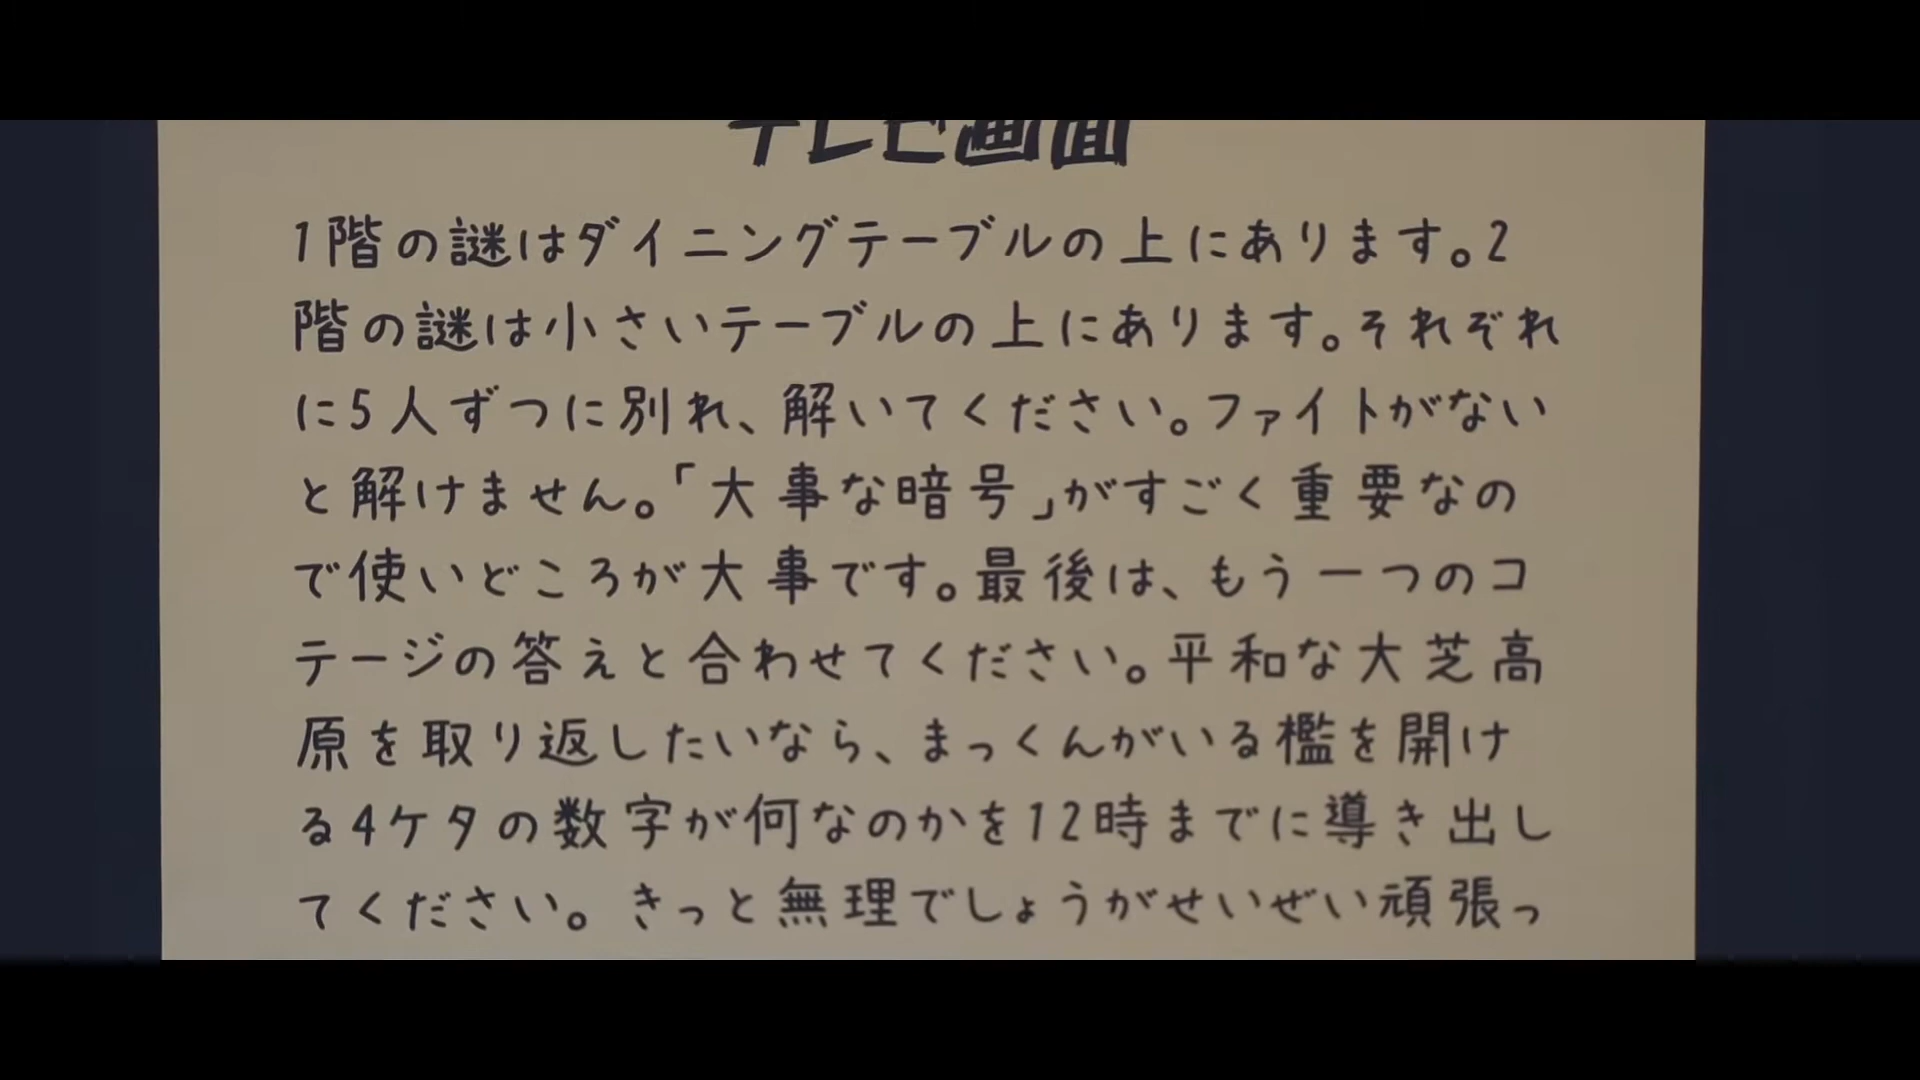 テレビ画面
1階の謎はダイニングテーブルの上にあります。2
階の謎は小さいテーブルの上にあります。それぞれ
に5人ずつに別れ、解いてください。ファイトがない
と解けません。「大事な暗号」がすごく重要なの
で使いどころが大事です。最後は、もう一つのコ
テージの答えと合わせてください。平和な大芝高
原を取り返したいなら、まっくんがいる檻を開け
る4ケタの数字が何なのかを12時までに導き出し
てください。きっと無理でしょうがせいぜい頑張っ